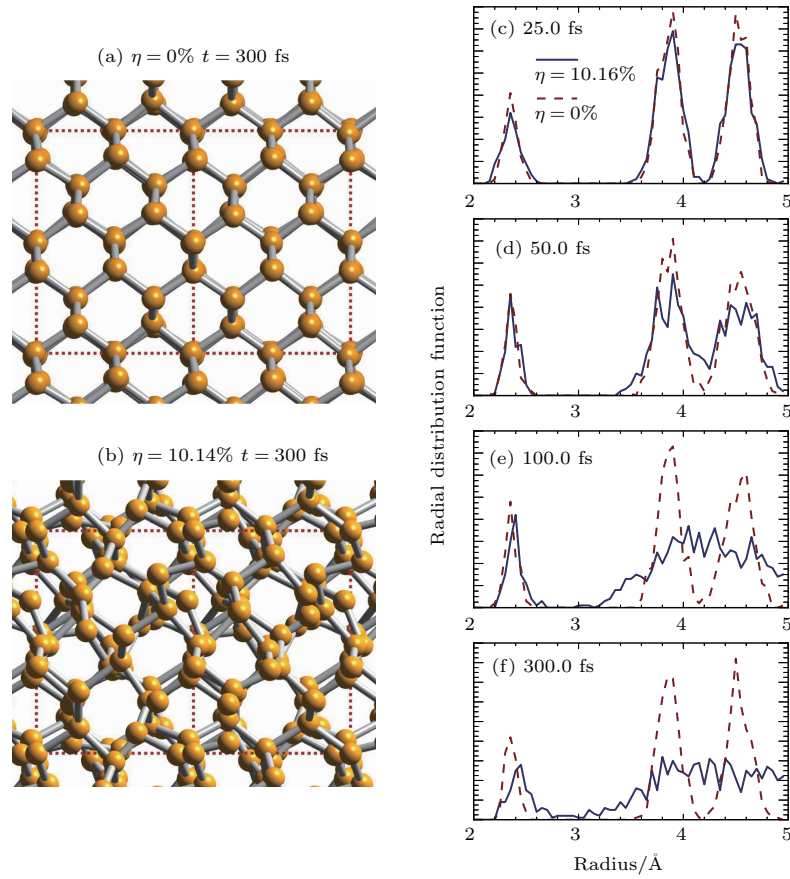 (a) η = 0% t = 300 fs
(b) η = 10.14% t = 300 fs
Radial distribution function
(c) 25.0 fs
η = 10.16%
η = 0%
2 3 4 5
(d) 50.0 fs
2 3 4 5
(e) 100.0 fs
2 3 4 5
(f) 300.0 fs
2 3 4 5
Radius/Å